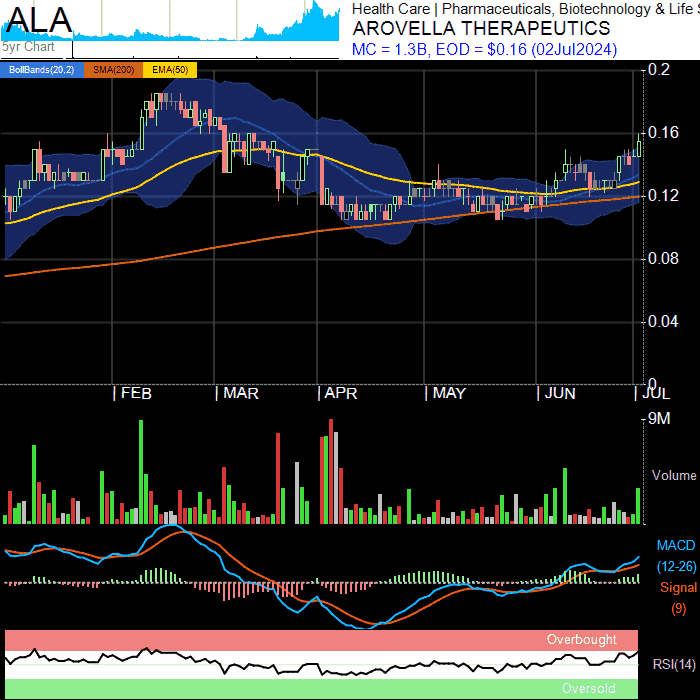 ALA
5yr Chart
Health Care | Pharmaceuticals, Biotechnology & Life S
AROVELLA THERAPEUTICS
MC = 1.3B, EOD = $0.16 (02Jul2024)
BollBands(20,2) SMA(200) EMA(50)
0.2
0.16
0.12
0.08
0.04
0
FEB MAR APR MAY JUN JUL
9M
Volume
MACD
(12-26)
Signal
(9)
Overbought
RSI(14)
Oversold